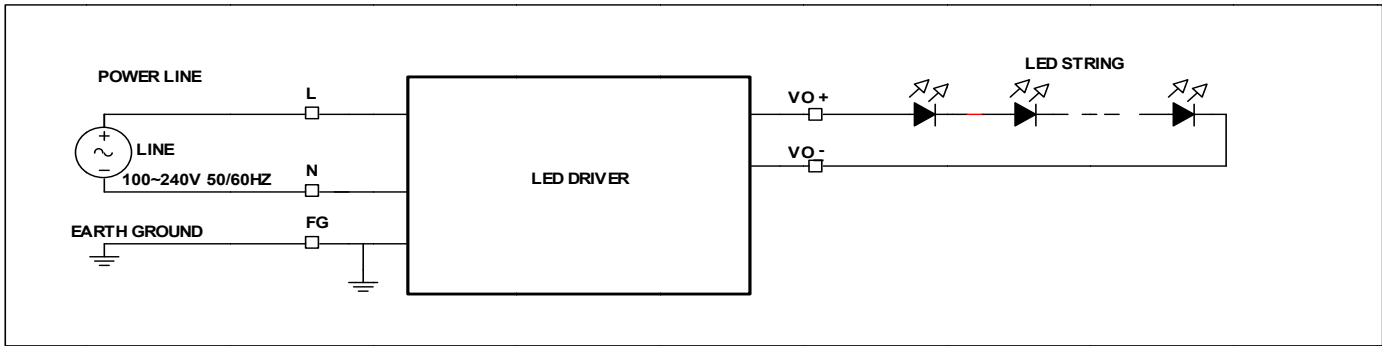 POWER LINE
L
LINE
100~240V 50/60HZ
N
EARTH GROUND
FG
LED DRIVER
VO +
VO -
LED STRING